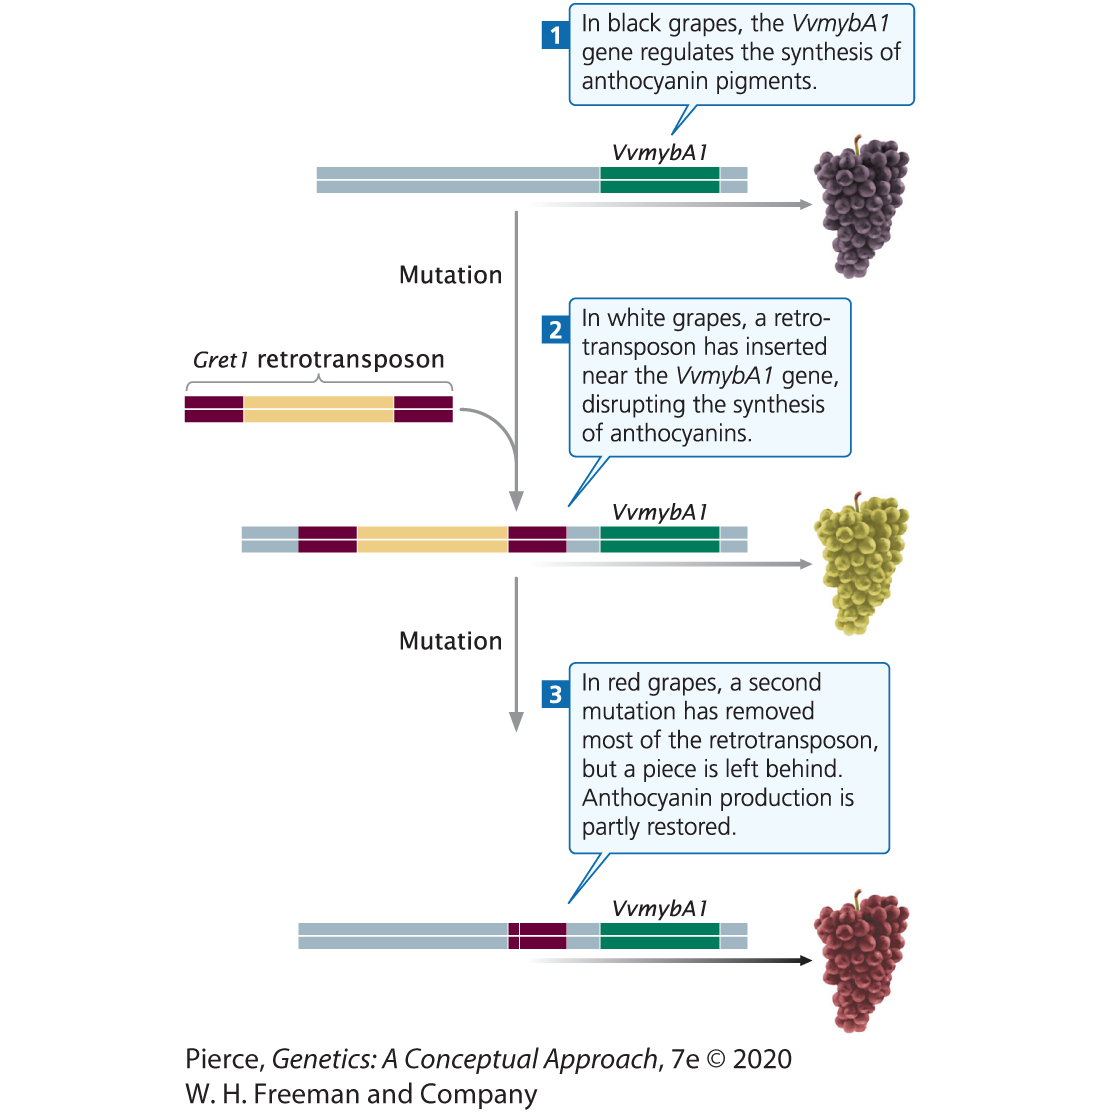 1
In black grapes, the VvmybA1
gene regulates the synthesis of
anthocyanin pigments.
VvmybA1
Mutation
2
In white grapes, a retro-
transposon has inserted
near the VvmybA1 gene,
disrupting the synthesis
of anthocyanins.
Gret1 retrotransposon
VvmybA1
Mutation
3
In red grapes, a second
mutation has removed
most of the retrotransposon,
but a piece is left behind.
Anthocyanin production is
partly restored.
VvmybA1
Pierce, Genetics: A Conceptual Approach, 7e © 2020
W. H. Freeman and Company